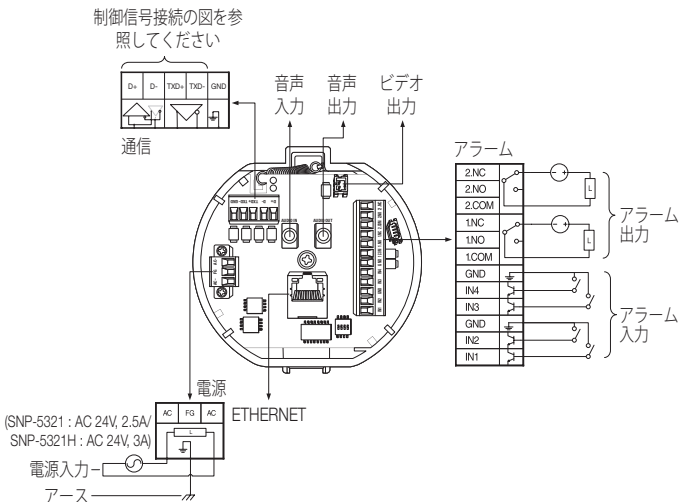 制御信号接続の図を参
照してください
D+ D- TXD+ TXD- GND
通信
音声
入力
音声
出力
ビデオ
出力
AUDIO IN
AUDIO OUT
アラーム
2.NC
2.NO
2.COM
1.NC
1.NO
1.COM
GND
IN4
IN3
GND
IN2
IN1
L
L
アラーム
出力
アラーム
入力
電源
AC FG AC
L
(SNP-5321 : AC 24V, 2.5A/
SNP-5321H : AC 24V, 3A)
電源入力
アース
ETHERNET